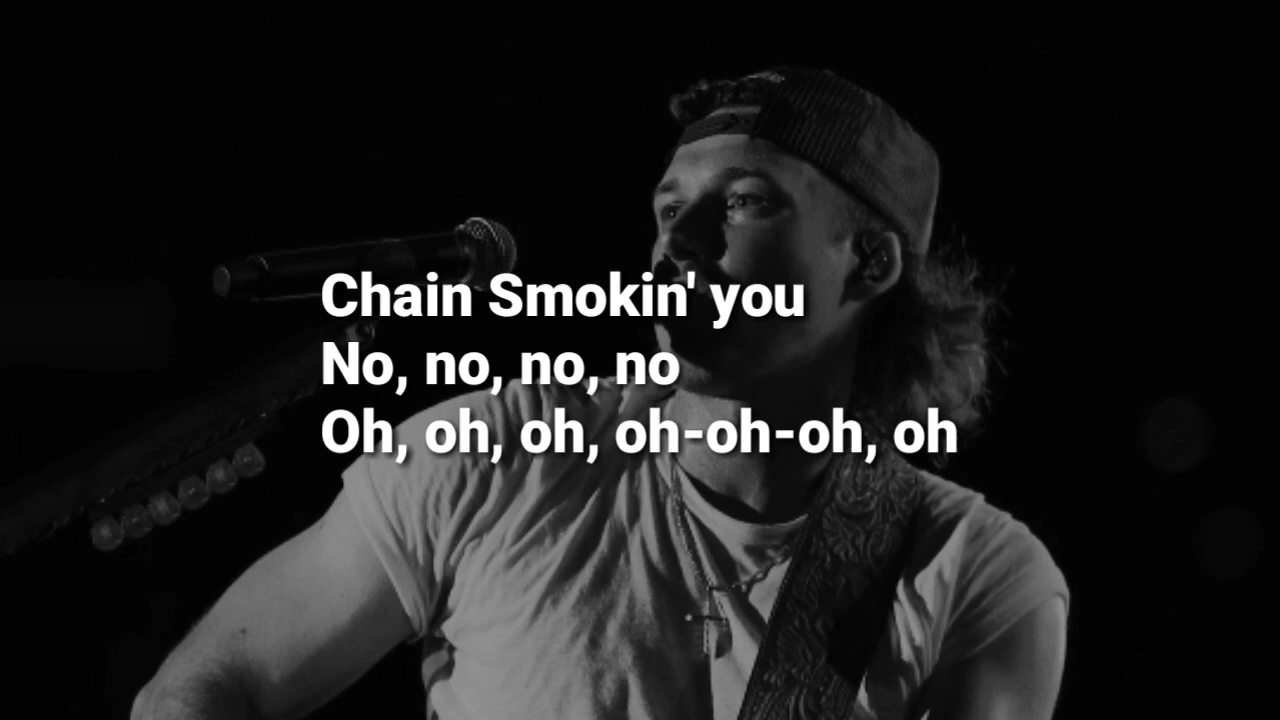 Chain Smokin' you
No, no, no, no
Oh, oh, oh, oh-oh-oh, oh